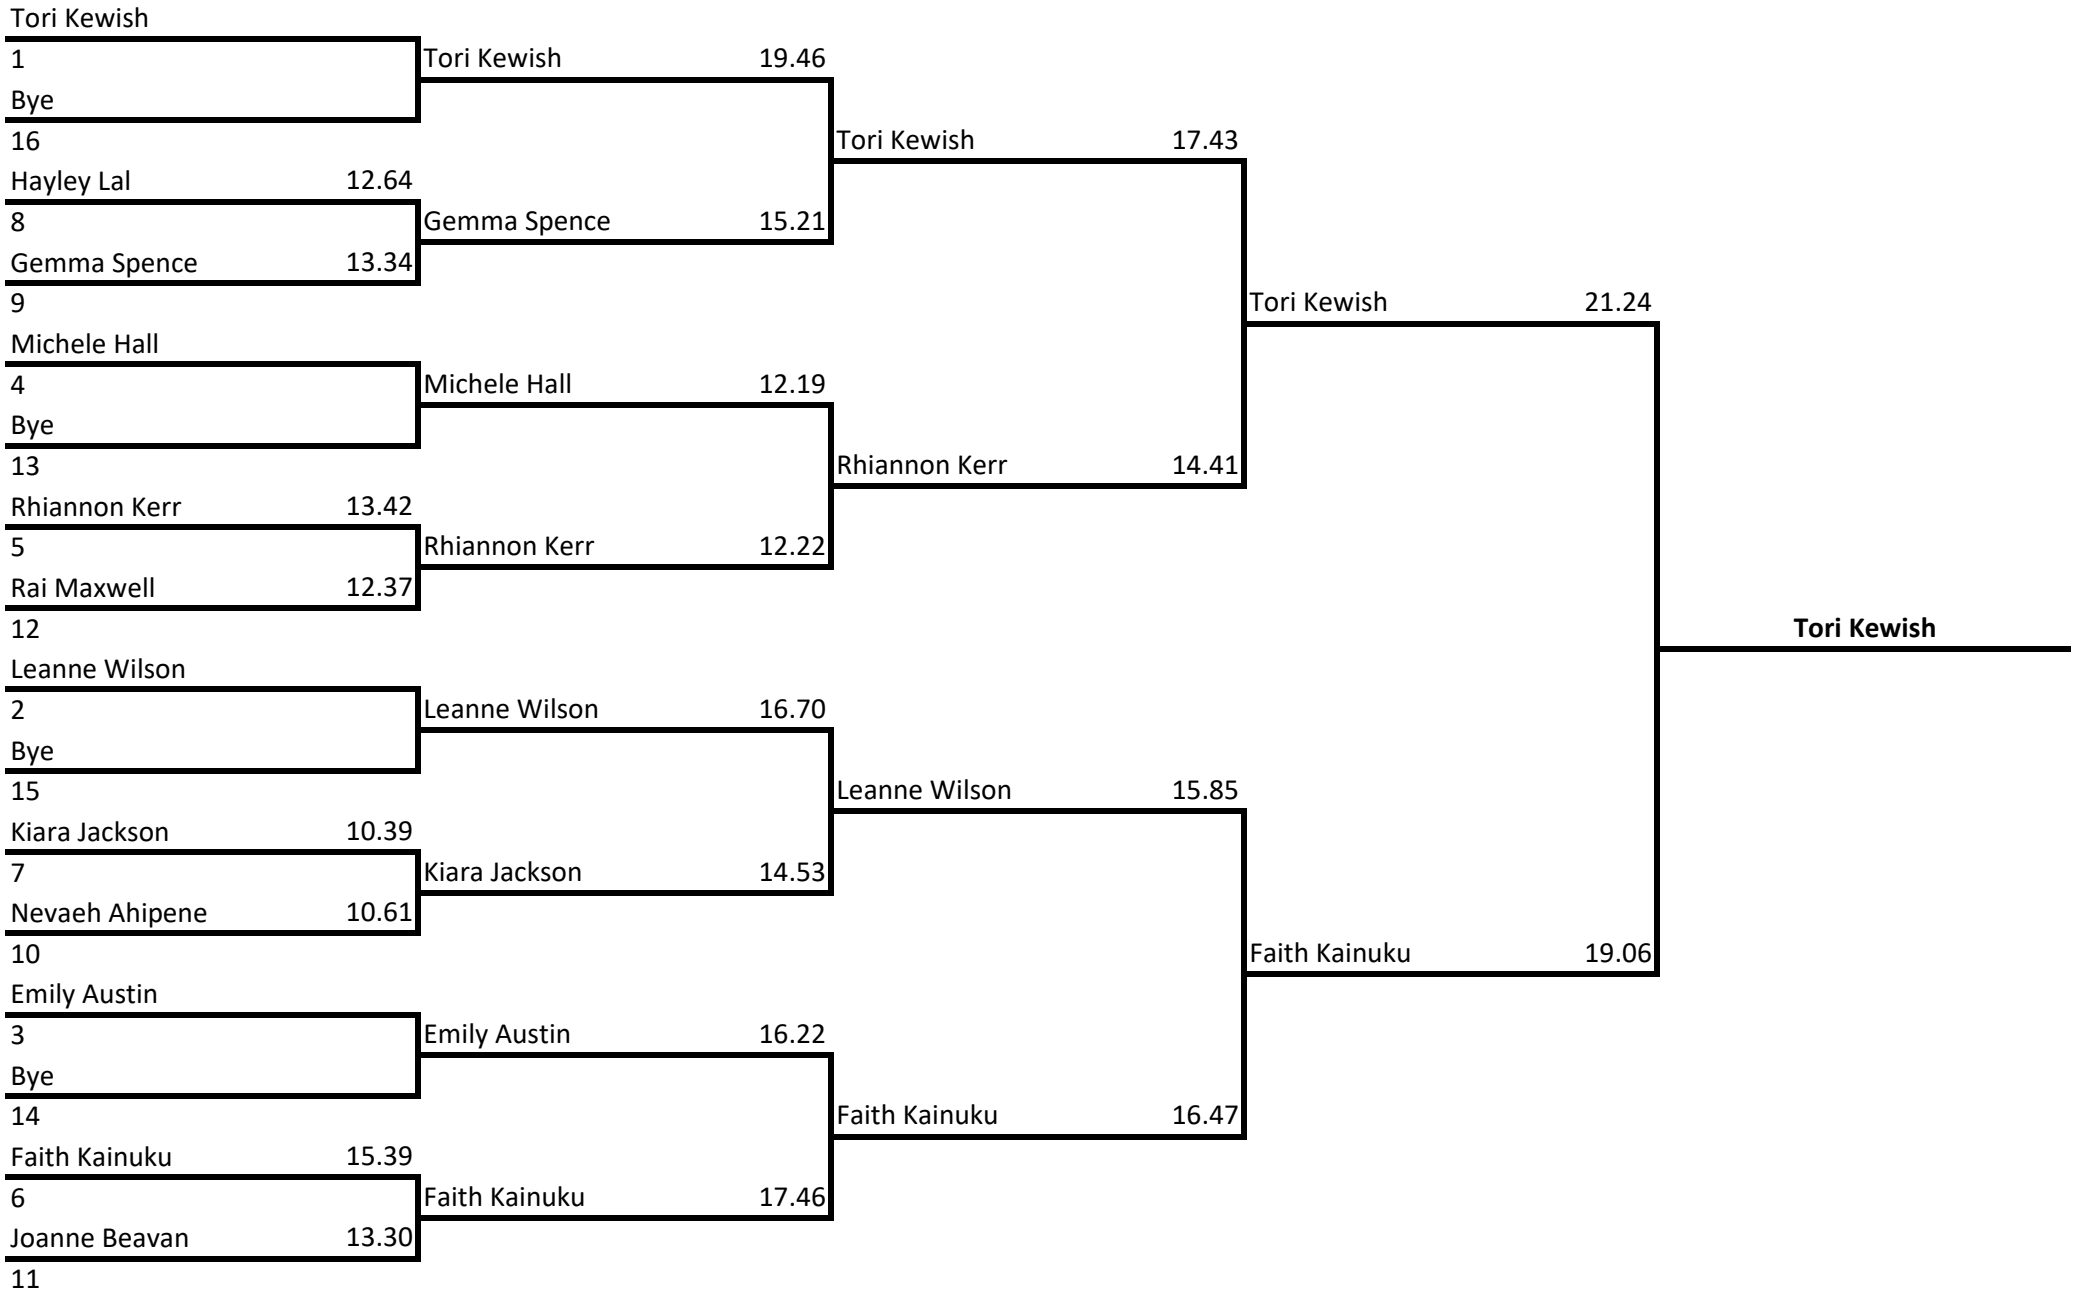 Tori Kewish
1
Tori Kewish 19.46
Bye
16
Tori Kewish 17.43
Hayley Lal 12.64
8
Gemma Spence 15.21
Gemma Spence 13.34
9
Tori Kewish 21.24
Michele Hall
4
Michele Hall 12.19
Bye
13
Rhiannon Kerr 14.41
Rhiannon Kerr 13.42
5
Rhiannon Kerr 12.22
Rai Maxwell 12.37
12
Tori Kewish
Leanne Wilson
2
Leanne Wilson 16.70
Bye
15
Leanne Wilson 15.85
Kiara Jackson 10.39
7
Kiara Jackson 14.53
Nevaeh Ahipene 10.61
10
Faith Kainuku 19.06
Emily Austin
3
Emily Austin 16.22
Bye
14
Faith Kainuku 16.47
Faith Kainuku 15.39
6
Faith Kainuku 17.46
Joanne Beavan 13.30
11